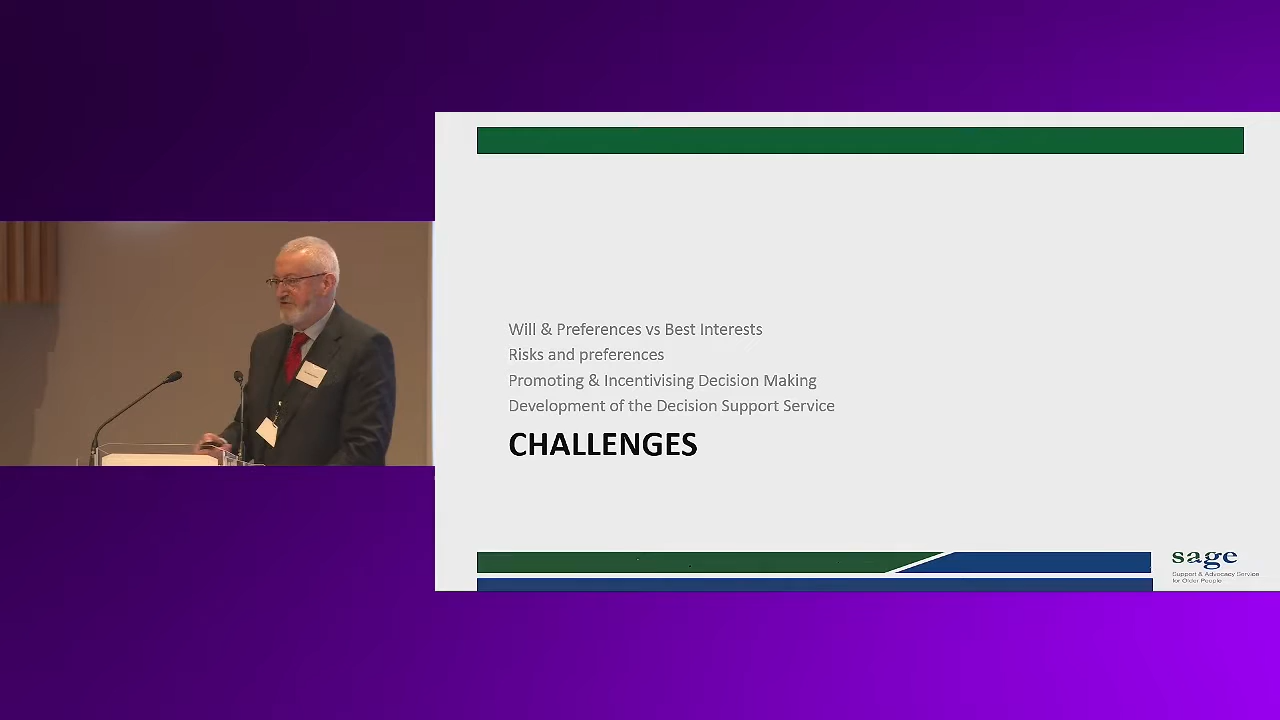 Will & Preferences vs Best Interests
Risks and preferences
Promoting & Incentivising Decision Making
Development of the Decision Support Service
CHALLENGES
sage
Support & Advocacy Service
for Older People